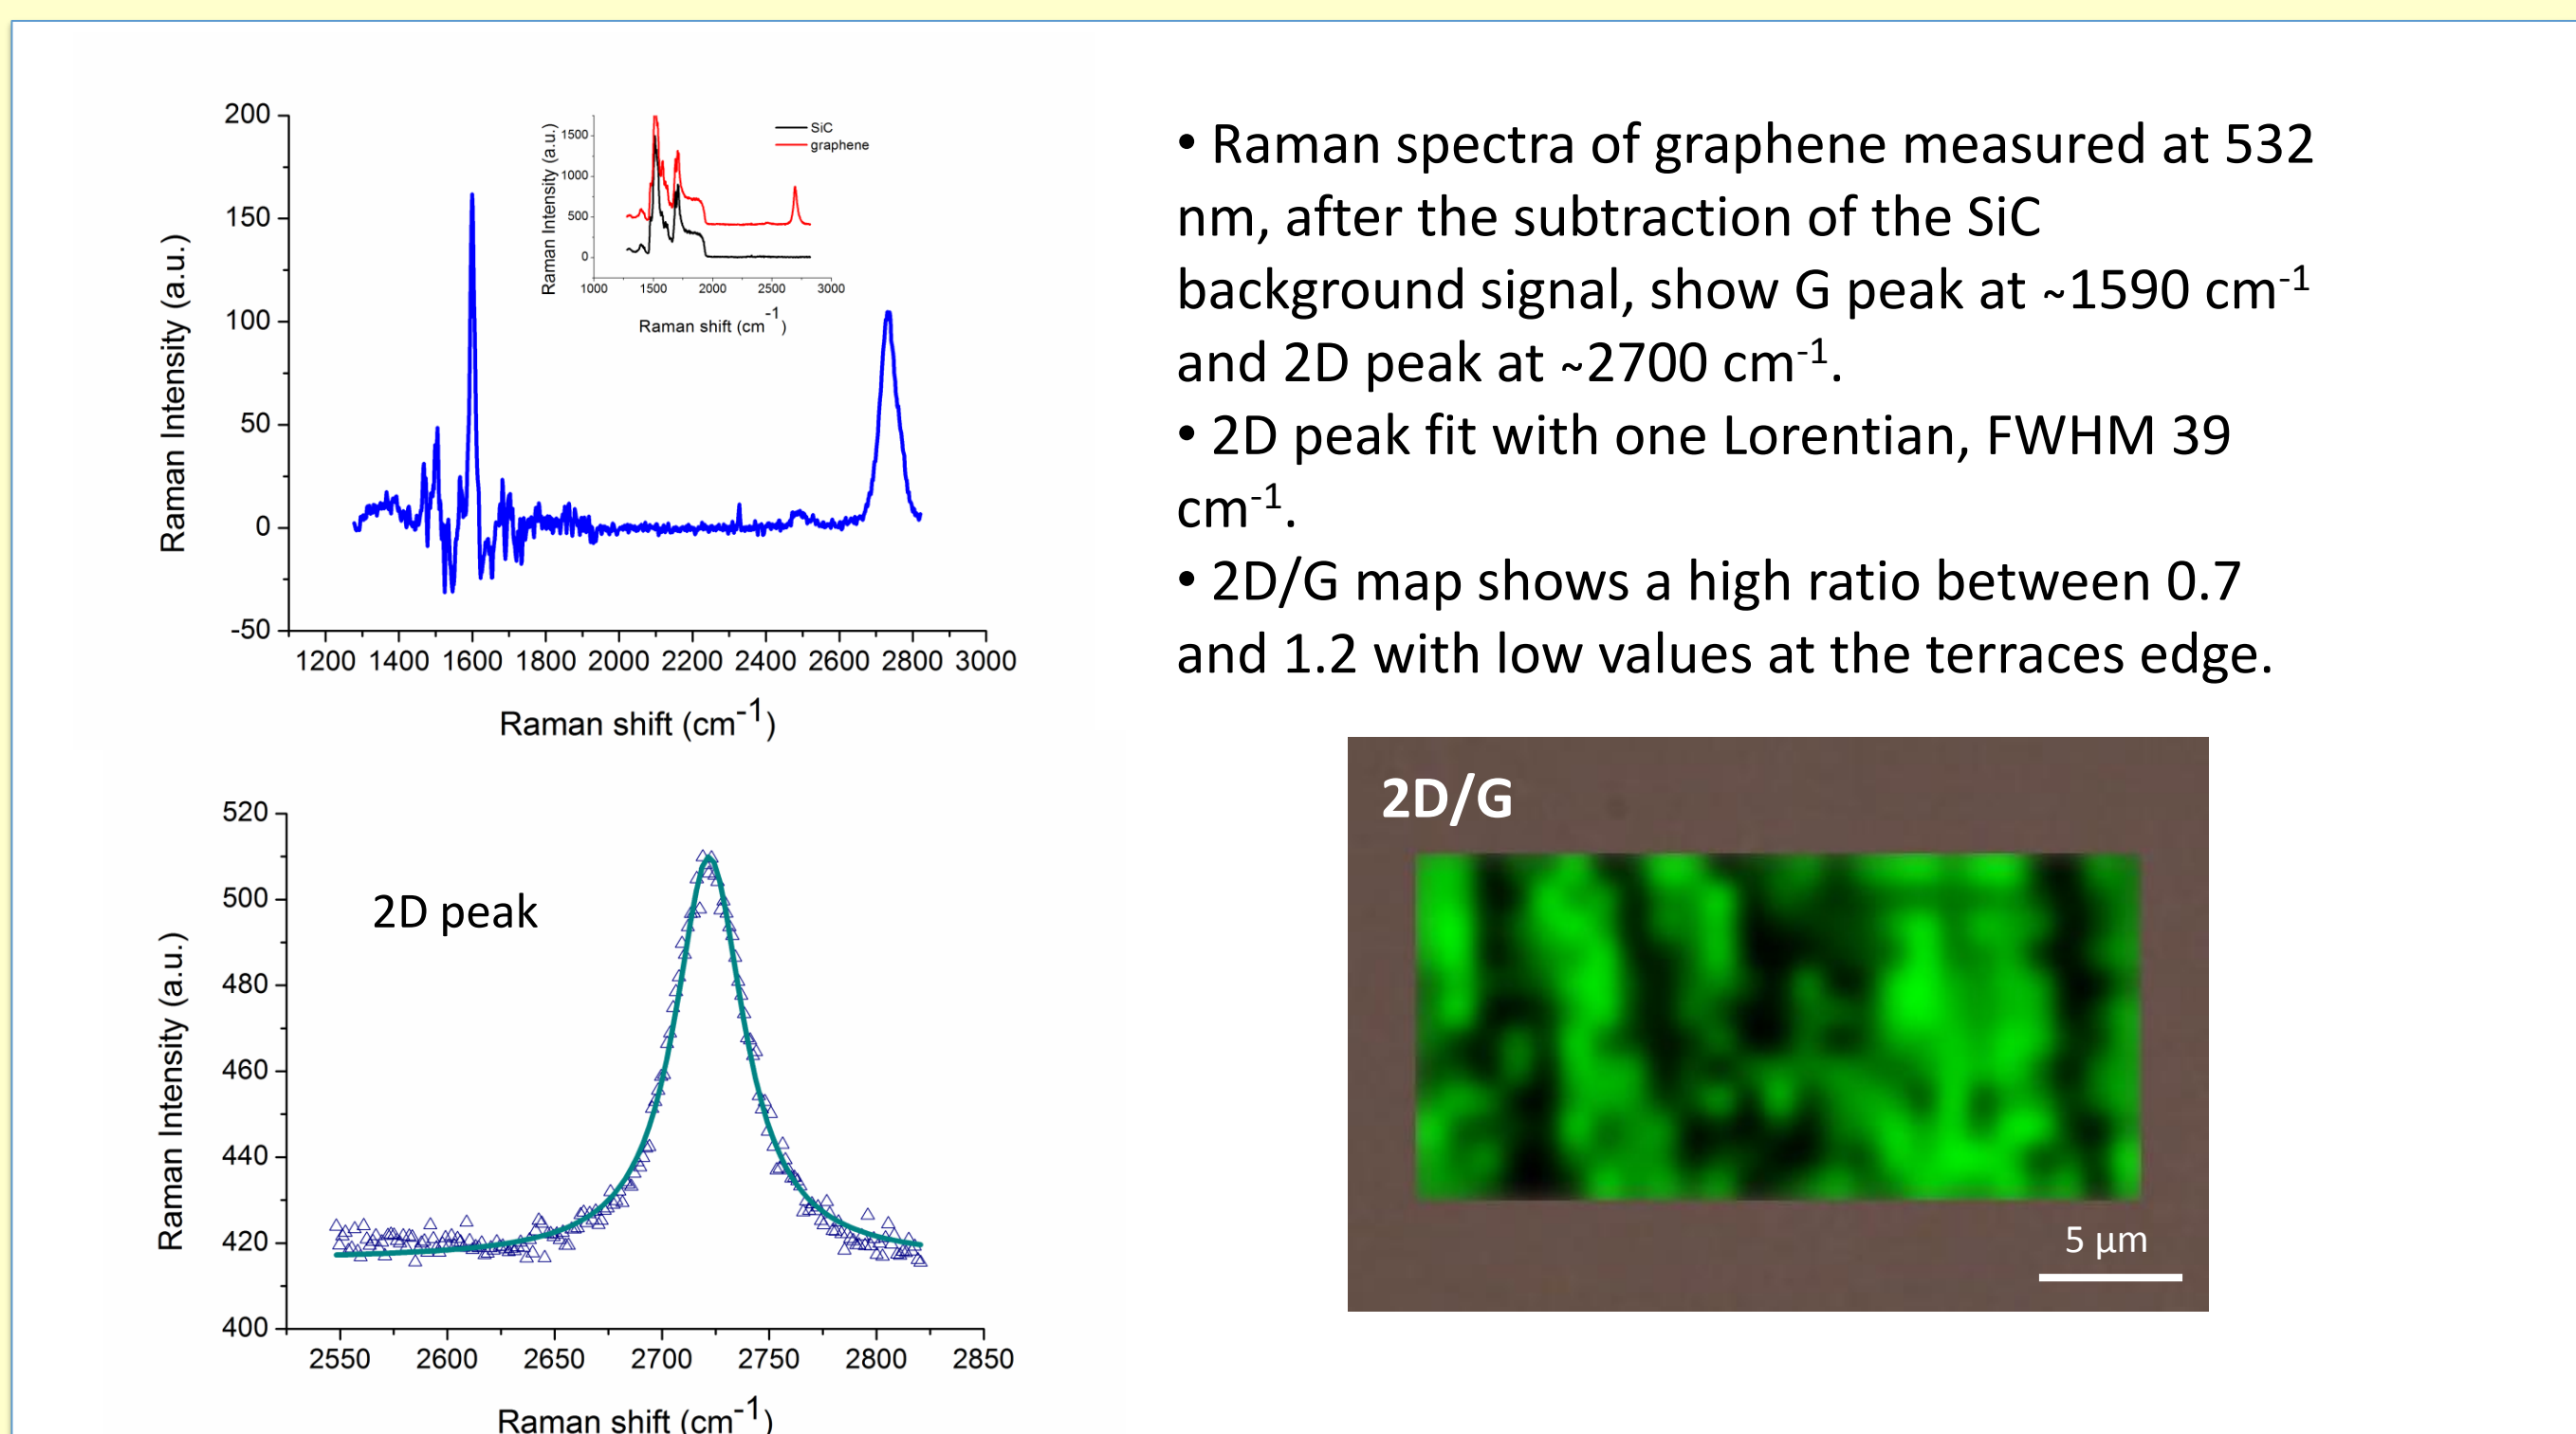 200
150
100
50
0
-50
Raman Intensity (a.u.)
1200 1400 1600 1800 2000 2200 2400 2600 2800 3000
Raman shift (cm-1)
1500
1000
500
0
Raman Intensity (a.u.)
SiC
graphene
1000 1500 2000 2500 3000
Raman shift (cm-1)
• Raman spectra of graphene measured at 532
nm, after the subtraction of the SiC
background signal, show G peak at ~1590 cm-1
and 2D peak at ~2700 cm-1.
• 2D peak fit with one Lorentian, FWHM 39
cm-1.
• 2D/G map shows a high ratio between 0.7
and 1.2 with low values at the terraces edge.
520
500
480
460
440
420
400
Raman Intensity (a.u.)
2D peak
2550 2600 2650 2700 2750 2800 2850
Raman shift (cm-1)
2D/G
5 µm